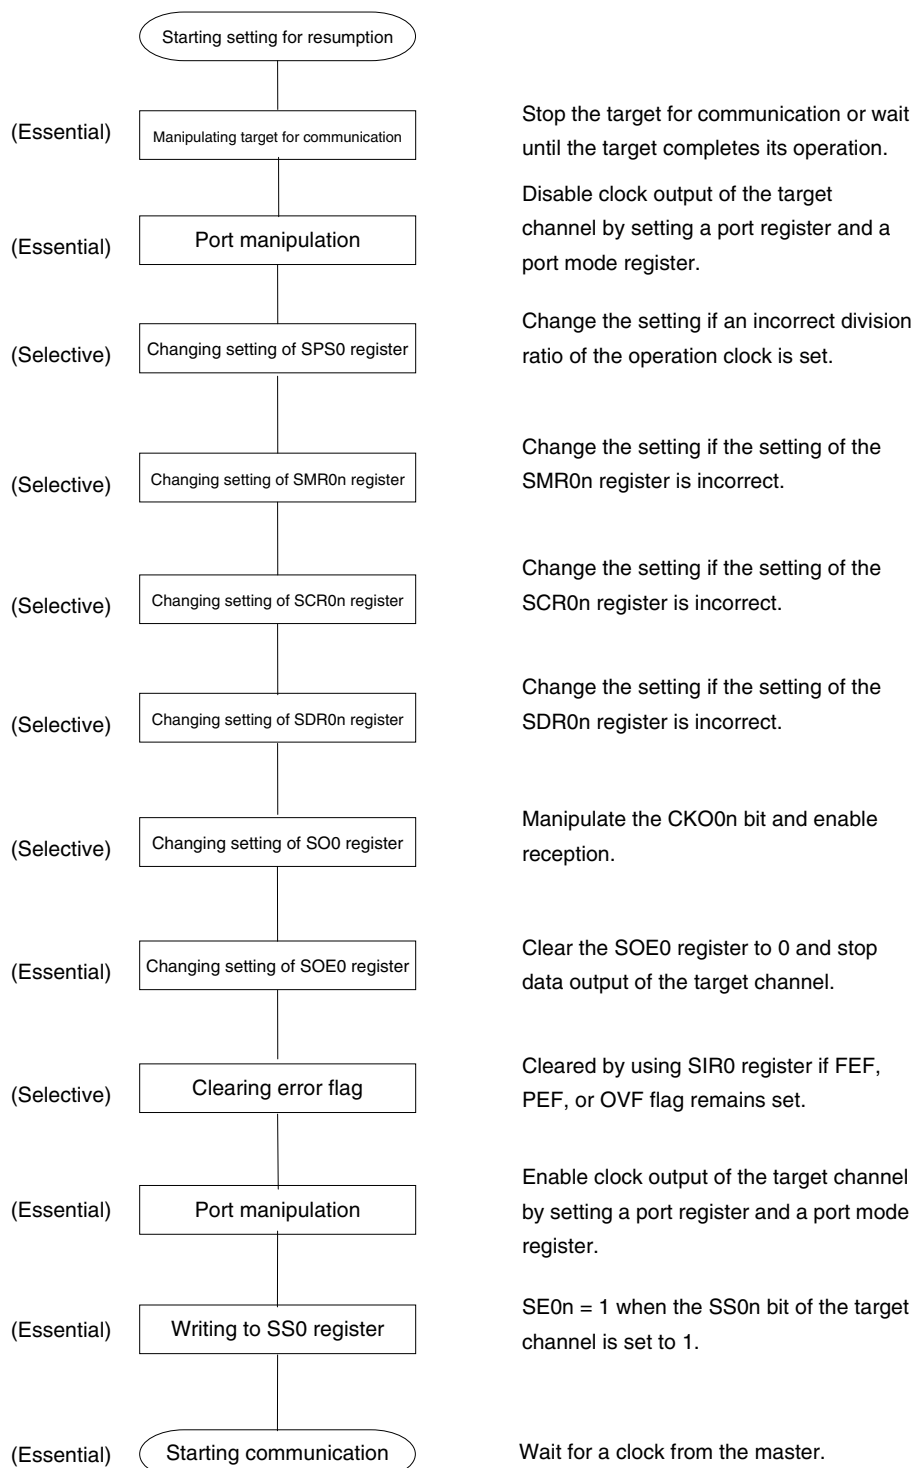 Starting setting for resumption
(Essential)
Manipulating target for communication
Stop the target for communication or wait
until the target completes its operation.
(Essential)
Port manipulation
Disable clock output of the target
channel by setting a port register and a
port mode register.
(Selective)
Changing setting of SPS0 register
Change the setting if an incorrect division
ratio of the operation clock is set.
(Selective)
Changing setting of SMR0n register
Change the setting if the setting of the
SMR0n register is incorrect.
(Selective)
Changing setting of SCR0n register
Change the setting if the setting of the
SCR0n register is incorrect.
(Selective)
Changing setting of SDR0n register
Change the setting if the setting of the
SDR0n register is incorrect.
(Selective)
Changing setting of SO0 register
Manipulate the CKO0n bit and enable
reception.
(Essential)
Changing setting of SOE0 register
Clear the SOE0 register to 0 and stop
data output of the target channel.
(Selective)
Clearing error flag
Cleared by using SIR0 register if FEF,
PEF, or OVF flag remains set.
(Essential)
Port manipulation
Enable clock output of the target channel
by setting a port register and a port mode
register.
(Essential)
Writing to SS0 register
SE0n = 1 when the SS0n bit of the target
channel is set to 1.
(Essential)
Starting communication
Wait for a clock from the master.